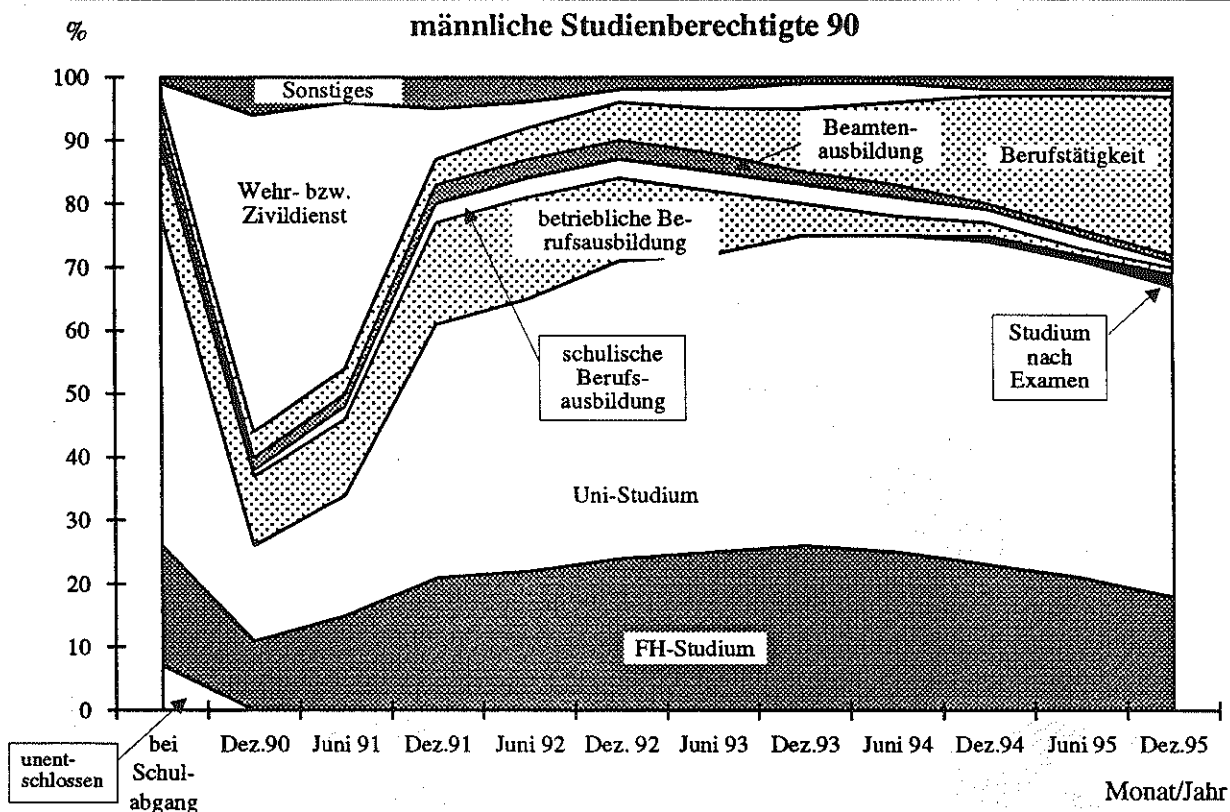 männliche Studienberechtigte 90
%
100
90
80
70
60
50
40
30
20
10
0
Sonstiges
Wehr- bzw.
Zivildienst
Beamten-
ausbildung
Berufstätigkeit
betriebliche Be-
rufsausbildung
schulische
Berufs-
ausbildung
Studium
nach
Examen
Uni-Studium
FH-Studium
unent-
schlossen
bei
Schul-
abgang
Dez.90
Juni 91
Dez.91
Juni 92
Dez. 92
Juni 93
Dez.93
Juni 94
Dez.94
Juni 95
Dez.95
Monat/Jahr